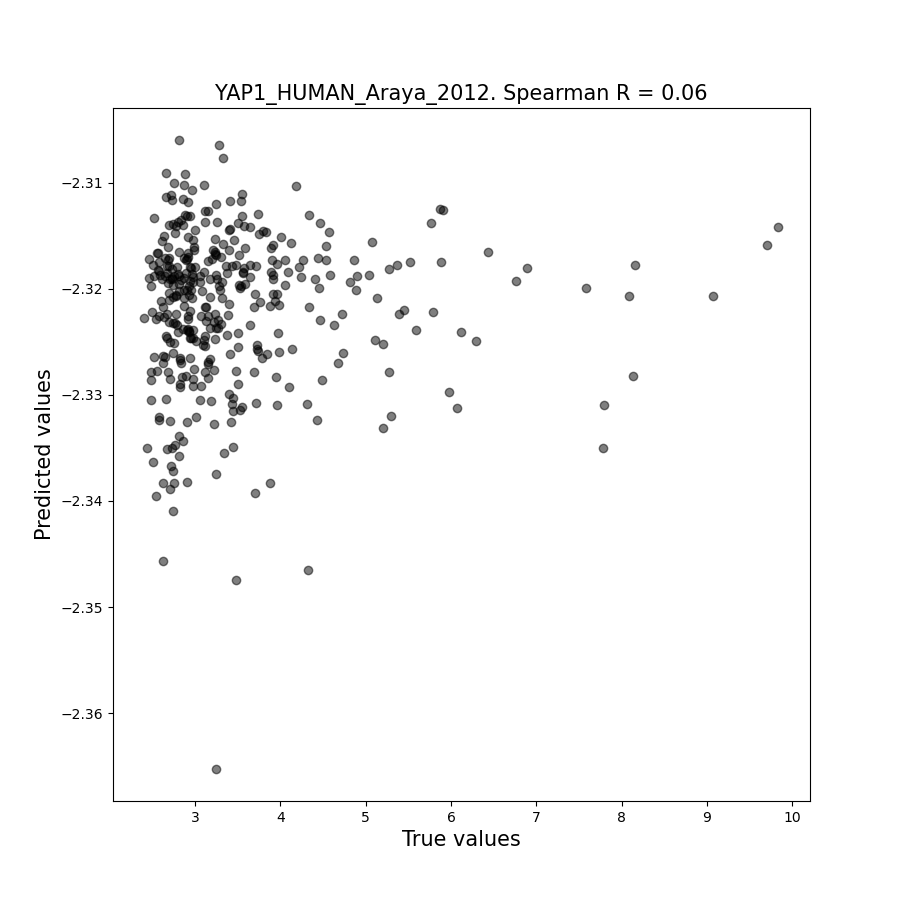 YAP1_HUMAN_Araya_2012. Spearman R = 0.06
−2.31
−2.32
−2.33
−2.34
−2.35
−2.36
Predicted values
3 4 5 6 7 8 9 10
True values